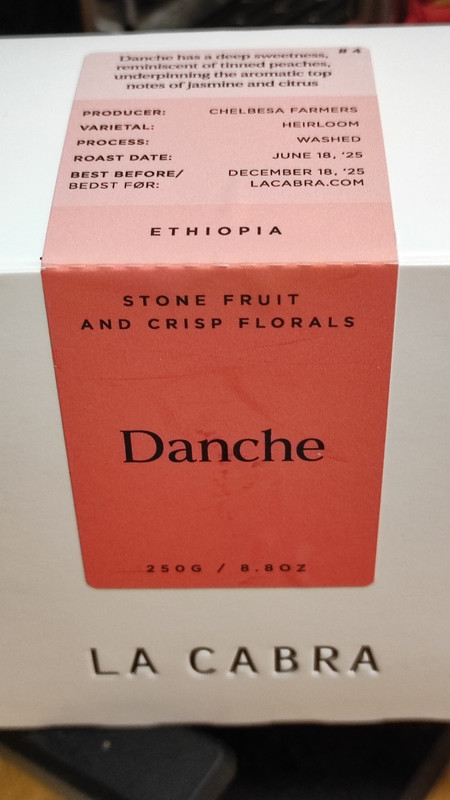 # 4
Danche has a deep sweetness,
reminiscent of tinned peaches,
underpinning the aromatic top
notes of jasmine and citrus
PRODUCER: CHELBESA FARMERS
VARIETAL: HEIRLOOM
PROCESS: WASHED
ROAST DATE: JUNE 18, '25
BEST BEFORE/ DECEMBER 18, '25
BEDST FØR: LACABRA.COM
ETHIOPIA
STONE FRUIT
AND CRISP FLORALS
Danche
250G / 8.8OZ
LA CABRA